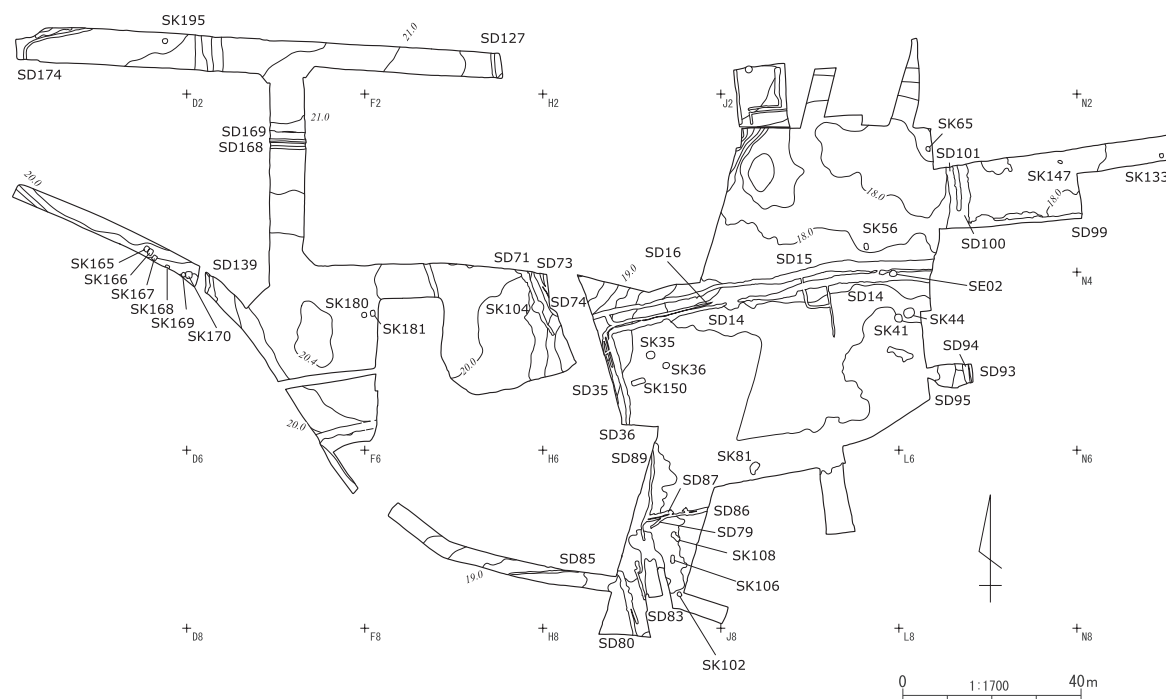 SK195
21.0
SD127
SD174
D2
F2
H2
J2
N2
21.0
SD169
SD168
SK65
SD101
SK147
SK133
18.0
18.0
18.0
20.0
SK56
SD100
SD99
SD16
SD15
SK165
SK166
SK167
SK168
SK169
SK170
SD139
SD71
SD73
SD74
19.0
N4
SE02
SK180
SK181
SK104
SD14
SD14
SK44
SK41
20.4
20.0
SK35
SK36
SK150
SD94
SD93
SD95
SD35
SD36
20.0
D6
F6
H6
SD89
SK81
L6
N6
SD87
SD86
SD79
SK108
SK106
SD85
19.0
SD83
SD80
SK102
D8
F8
H8
J8
L8
N8
0
1:1700
40m